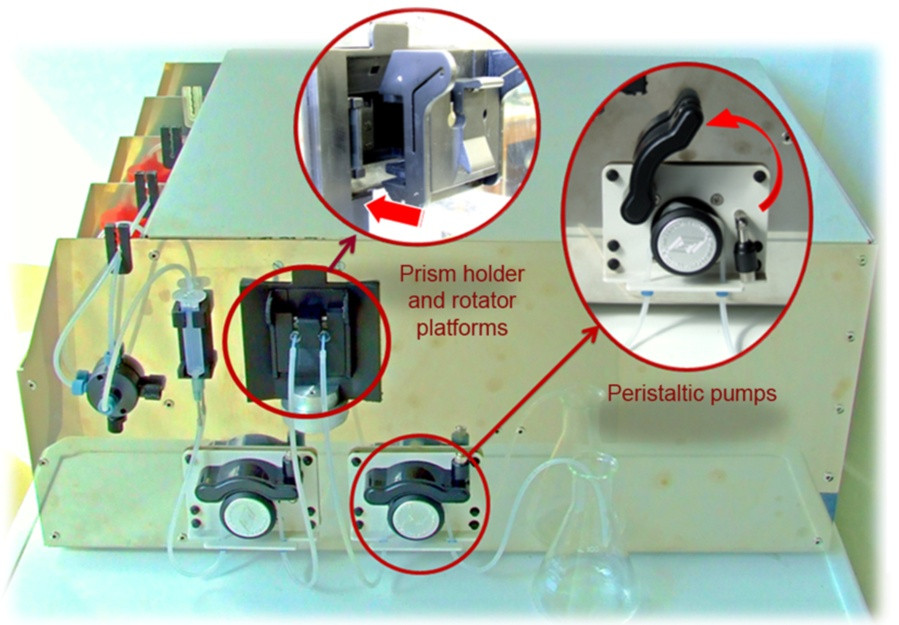 Prism holder
and rotator
platforms
Peristaltic pumps